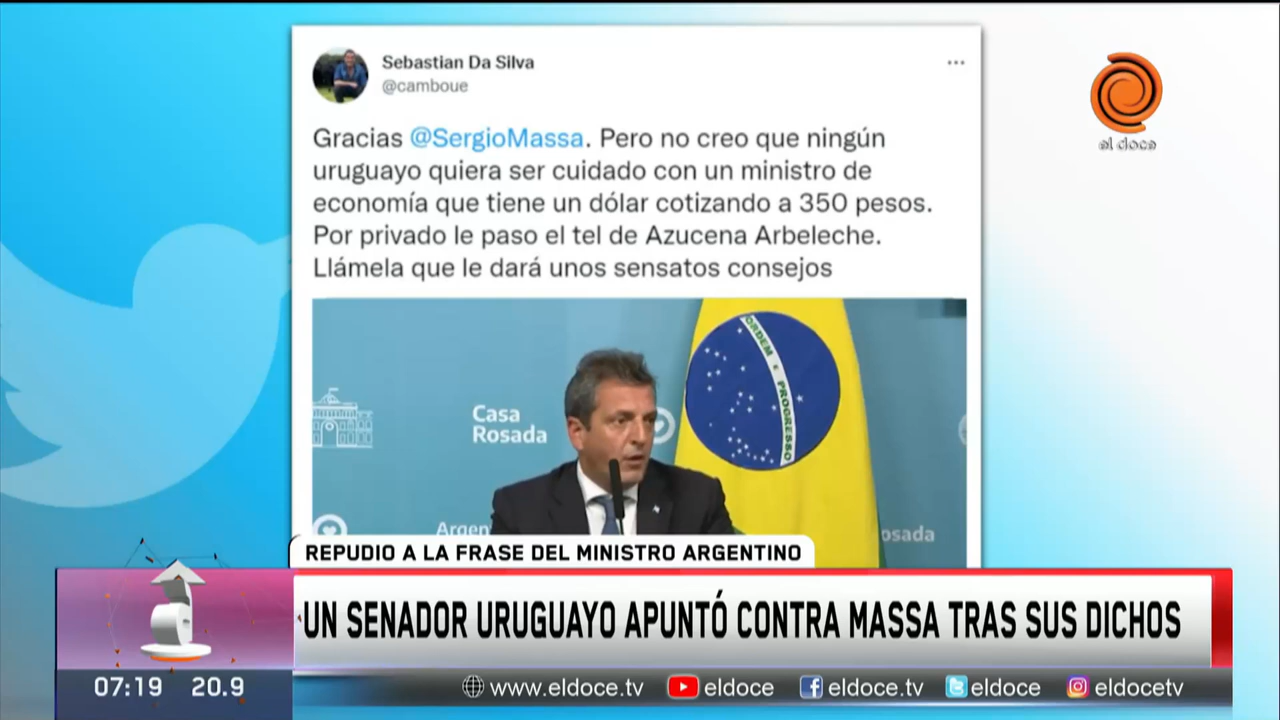 Sebastian Da Silva
@camboue
Gracias @SergioMassa. Pero no creo que ningún
uruguayo quiera ser cuidado con un ministro de
economía que tiene un dólar cotizando a 350 pesos.
Por privado le paso el tel de Azucena Arbeleche.
Llámela que le dará unos sensatos consejos
el doce
ORDEM E PROGRESSO
Casa
Rosada
Argen
osada
REPUDIO A LA FRASE DEL MINISTRO ARGENTINO
UN SENADOR URUGUAYO APUNTÓ CONTRA MASSA TRAS SUS DICHOS
07:19 20.9 www.eldoce.tv eldoce eldoce.tv eldoce eldocetv